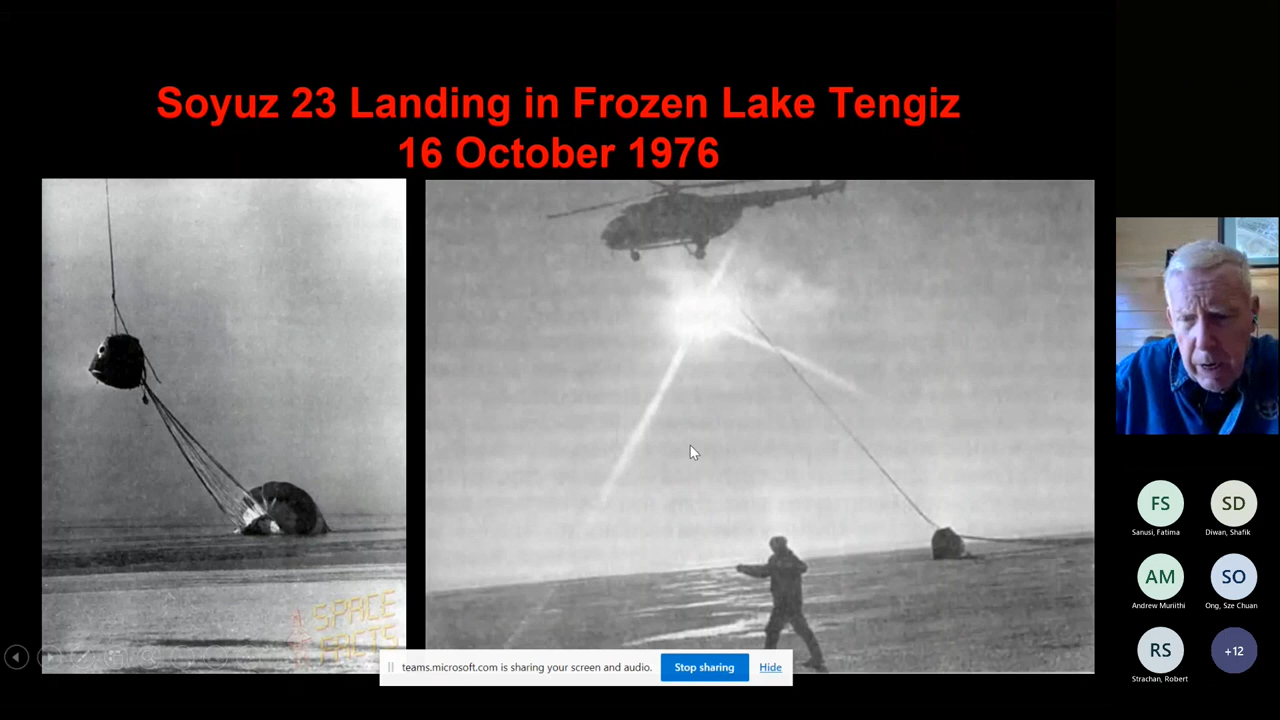 Soyuz 23 Landing in Frozen Lake Tengiz
16 October 1976
SPACE
FACTS
teams.microsoft.com is sharing your screen and audio.
Stop sharing
Hide
FS
Sanusi, Fatima
SD
Diwan, Shafik
AM
Andrew Muriithi
SO
Ong, Sze Chuan
RS
Strachan, Robert
+12